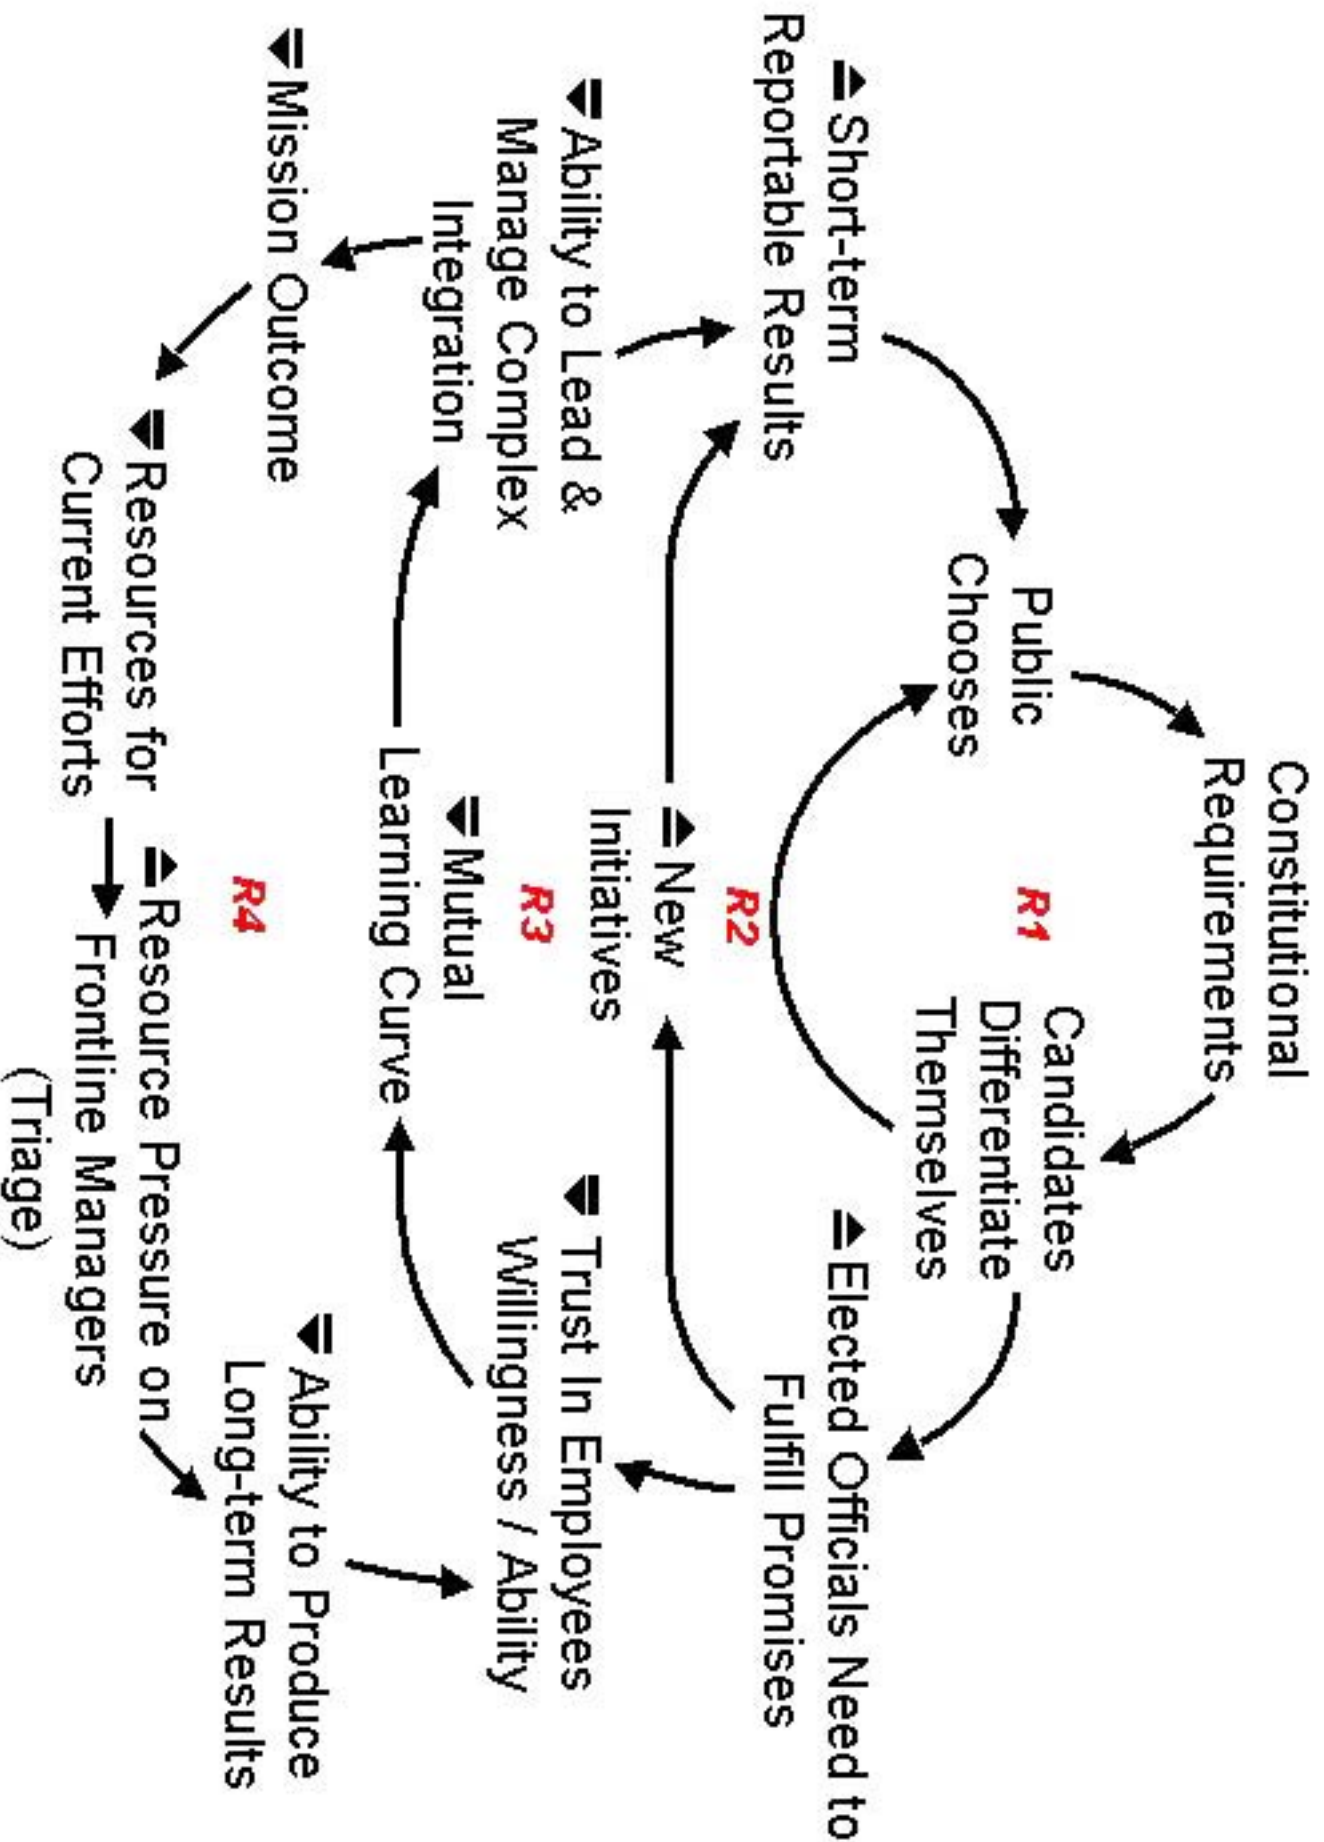 Constitutional
Requirements
R1
Public
Chooses
Candidates
Differentiate
Themselves
Short-term
Reportable Results
R2
Elected Officials Need to
Fulfill Promises
New
Initiatives
Ability to Lead &
Manage Complex
Integration
R3
Trust In Employees
Willingness / Ability
Mutual
Learning Curve
Mission Outcome
R4
Ability to Produce
Long-term Results
Resources for
Current Efforts
Resource Pressure on
Frontline Managers
(Triage)